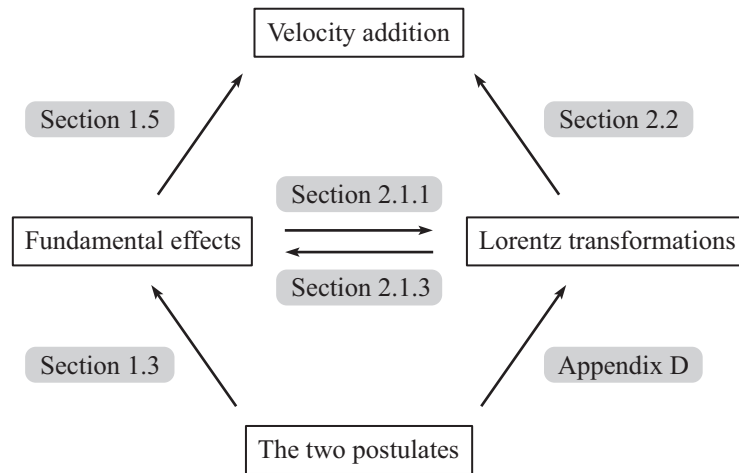 Velocity addition
Section 1.5
Section 2.2
Section 2.1.1
Fundamental effects
Lorentz transformations
Section 2.1.3
Section 1.3
Appendix D
The two postulates